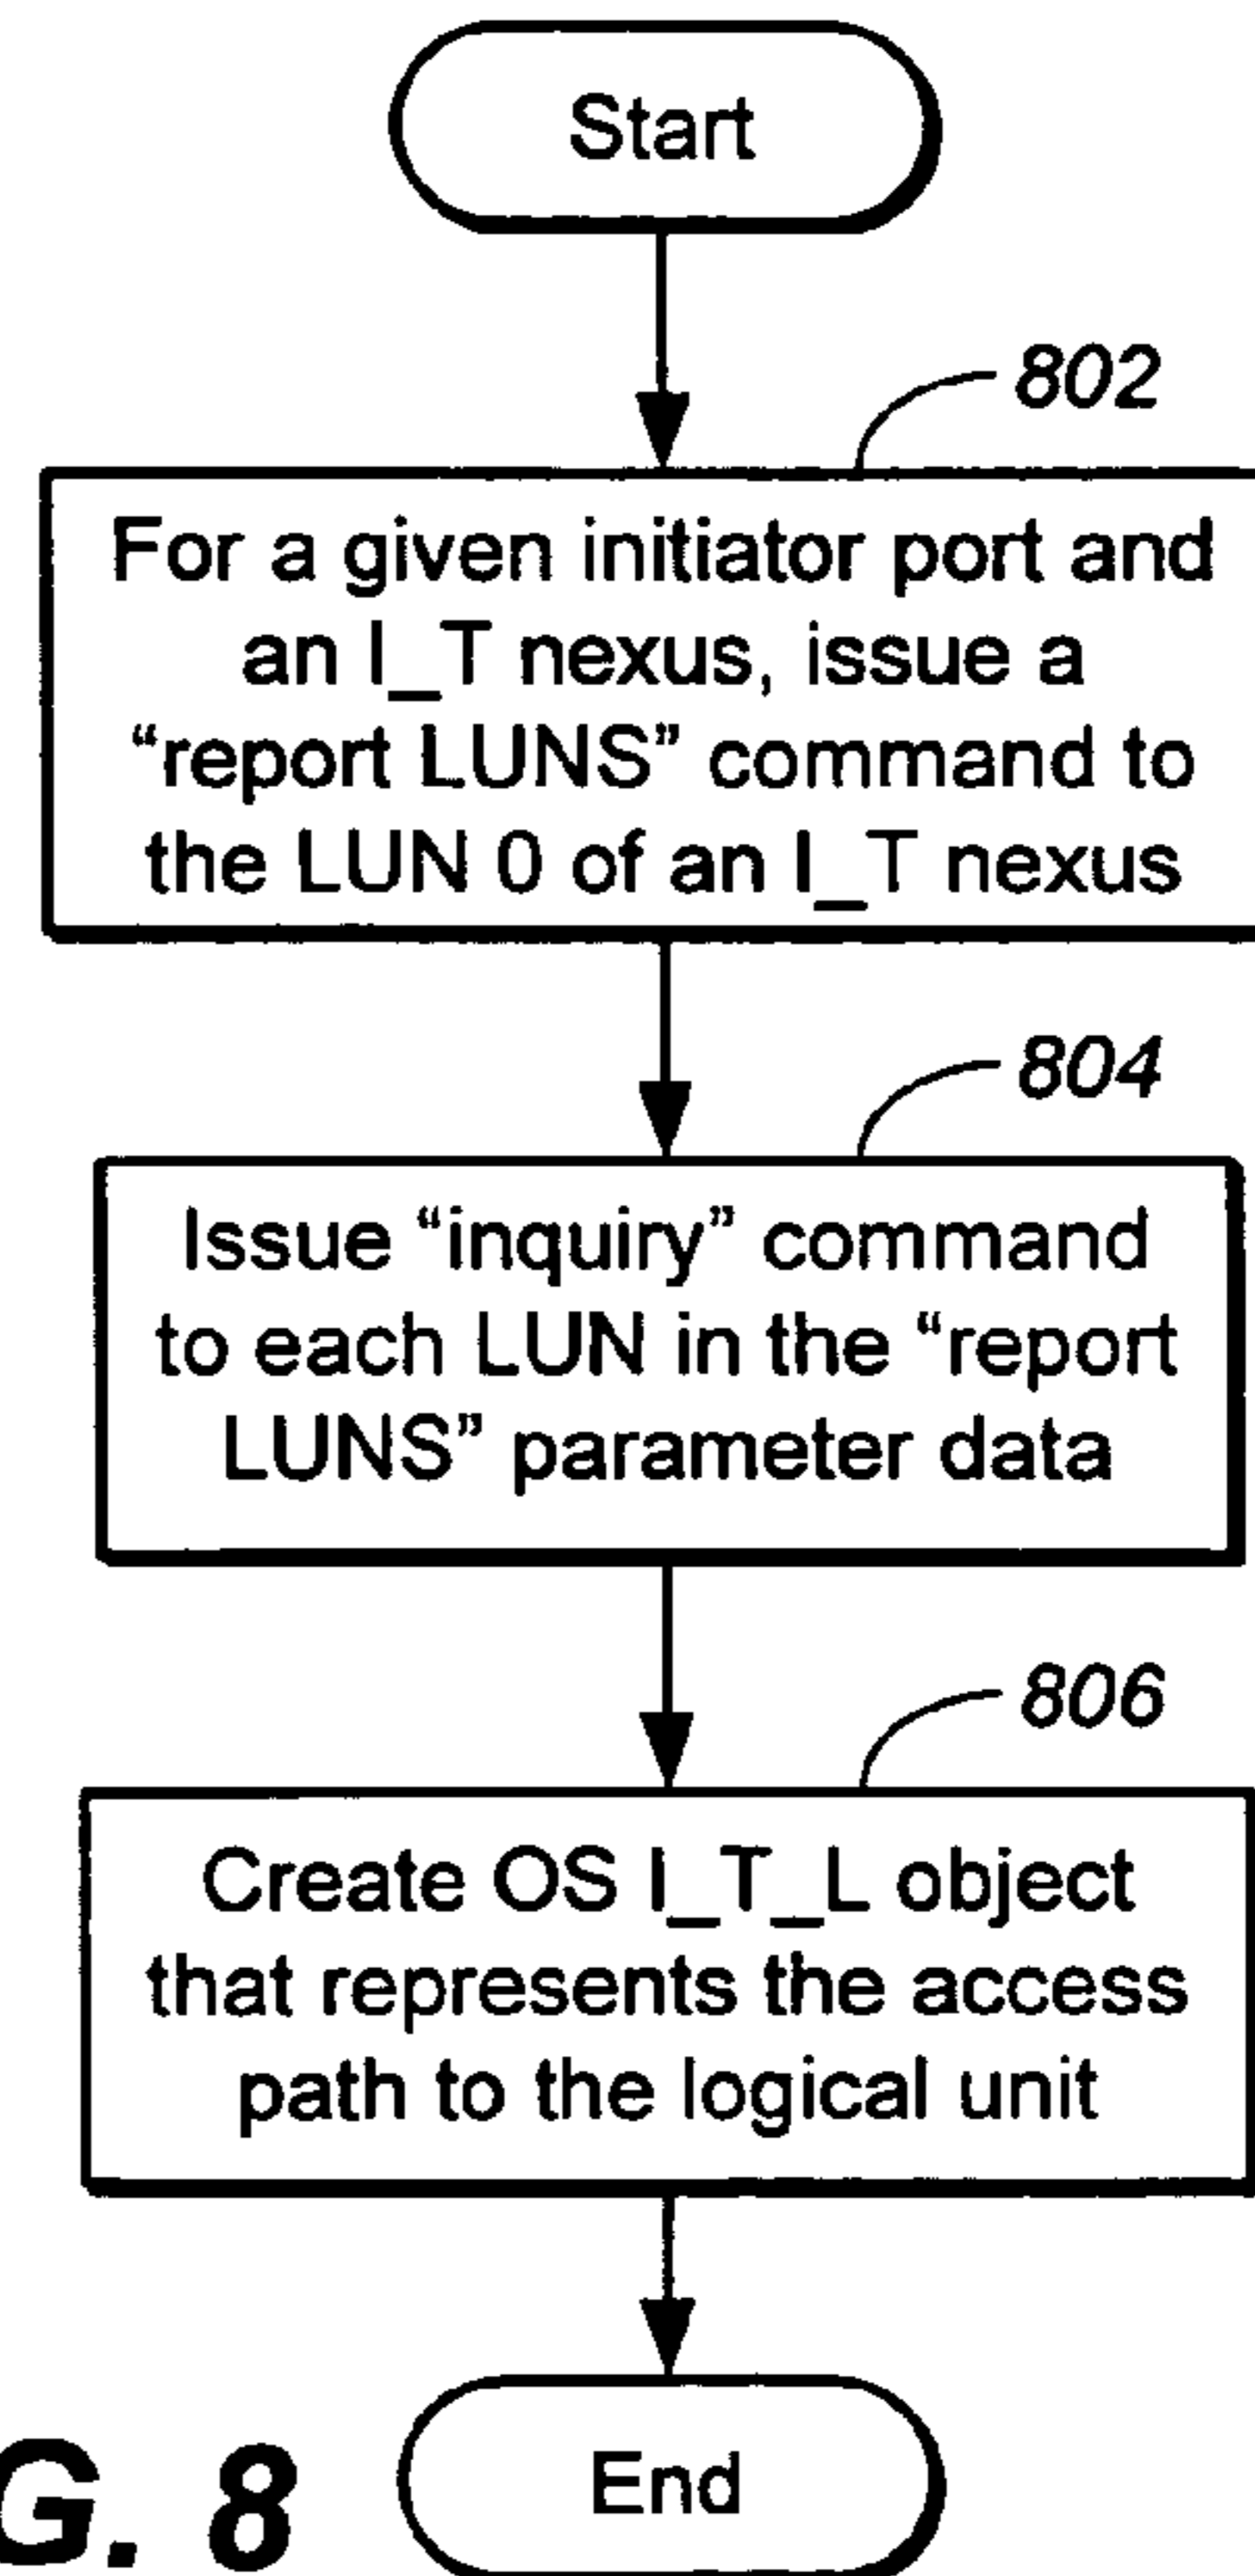 Start
802
For a given initiator port and
an I_T nexus, issue a
“report LUNS” command to
the LUN 0 of an I_T nexus
804
Issue “inquiry” command
to each LUN in the “report
LUNS” parameter data
806
Create OS I_T_L object
that represents the access
path to the logical unit
End
G. 8